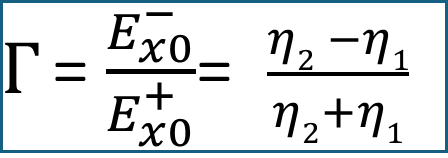 Γ = E⁻ₓ₀ / E⁺ₓ₀ = (η₂ − η₁) / (η₂ + η₁)